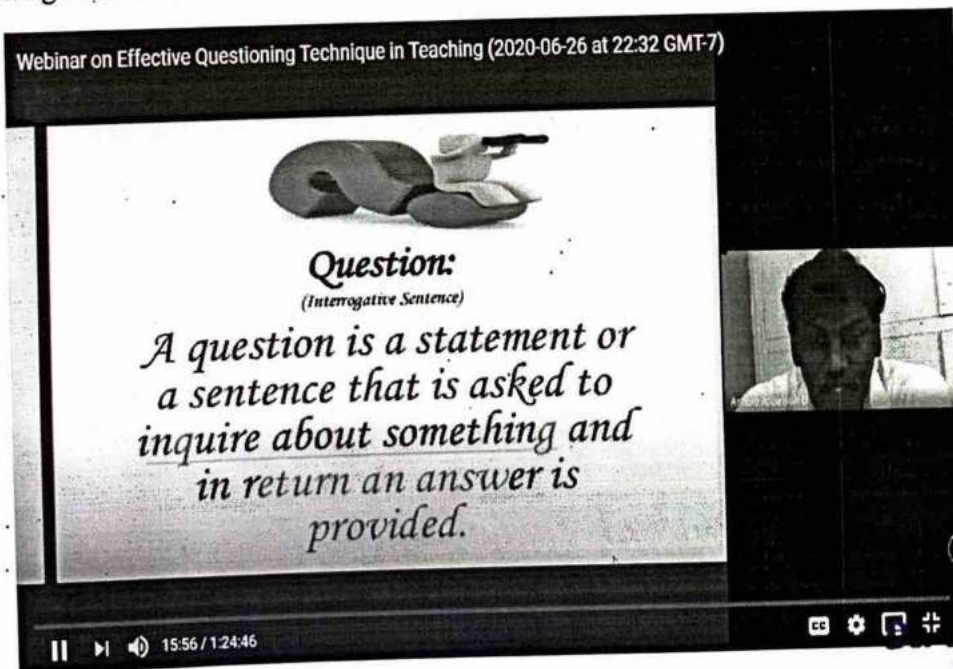 Webinar on Effective Questioning Technique in Teaching (2020-06-26 at 22:32 GMT-7)
Question:
(Interrogative Sentence)
A question is a statement or
a sentence that is asked to
inquire about something and
in return an answer is
provided.
15:56 / 1:24:46
CC